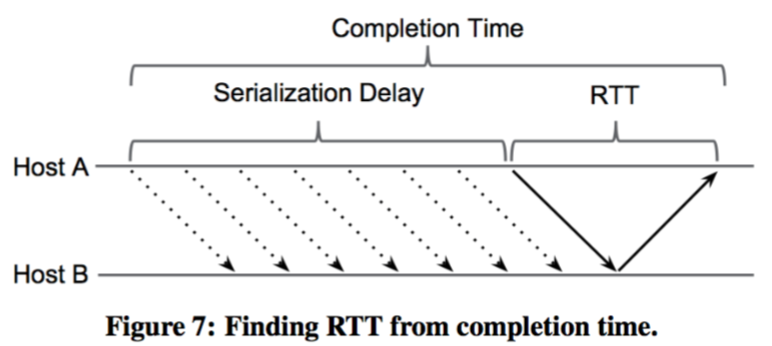 Completion Time
Serialization Delay
RTT
Host A
Host B
Figure 7: Finding RTT from completion time.